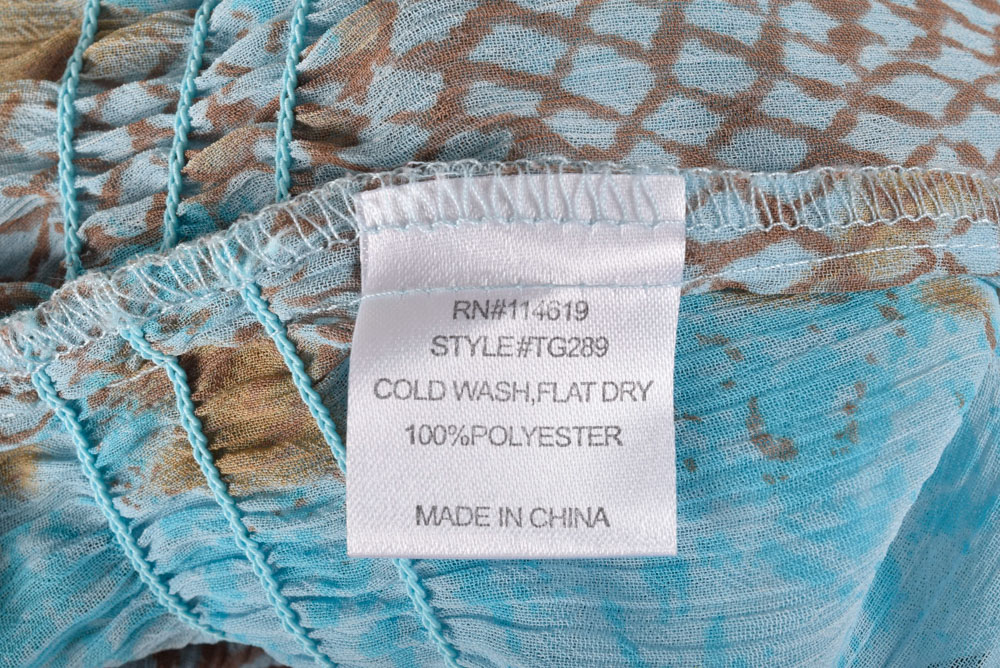 RN#114619
STYLE#TG289
COLD WASH,FLAT DRY
100%POLYESTER
MADE IN CHINA